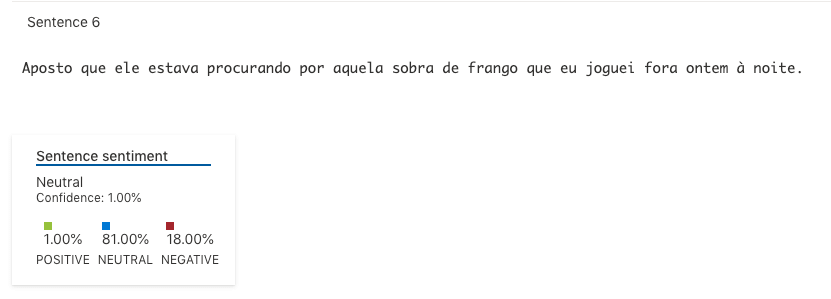 Sentence 6
Aposto que ele estava procurando por aquela sobra de frango que eu joguei fora ontem à noite.
Sentence sentiment
Neutral
Confidence: 1.00%
1.00% 81.00% 18.00%
POSITIVE NEUTRAL NEGATIVE